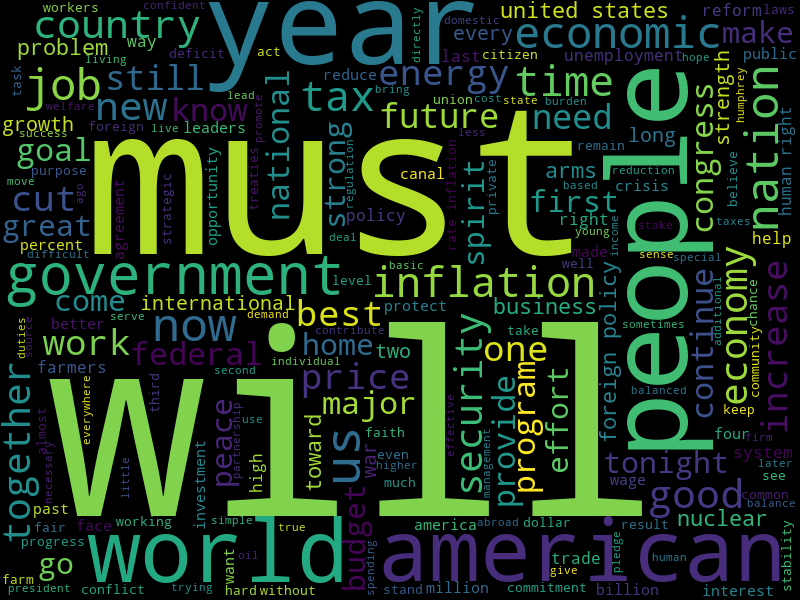 workers
confident
country
year
united states
domestic
reform
laws
problem
way
economic
every
make
living
deficit
act
directly
last
citizen
unemployment
hope
public
task
job
still
reduce
energy
time
new
know
bring
union
cost
state
burden
strength
humphrey
welfare
lead
tax
growth
foreign
promote
future
need
long
nation
success
live
leaders
national
less
congress
must
remain
human right
goal
strong
regulation
private
people
believe
move
purpose
ago
treaties
canal
spirit
arms
crisis
reduction
cut
strategic
opportunity
based
taxes
great
agreement
policy
rate inflation
first
right
income
stake
percent
deal
young
sense
special
help
difficult
made
government
level
basic
inflation
well
foreign policy
continue
economy
chance
increase
come
international
best
protect
business
additional
community
serve
demand
now
contribute
take
sometimes
better
work
federal
home
individual
two
security
one
balanced
duties
source
farmers
second
price
program
effort
keep
everywhere
third
major
provide
four
firm
together
almost
peace
partnership
toward
us
faith
effective
system
necessary
little
use
even
war
higher
management
tonight
later
will
investment
high
much
wage
see
past
budget
good
common
fair
face
working
simple
america
abroad
dollar
result
nuclear
balance
progress
world
true
american
pledge
stability
go
want
oil
trade
human
farm
spending
give
president
conflict
trying
hard
without
stand
million
commitment
billion
interest